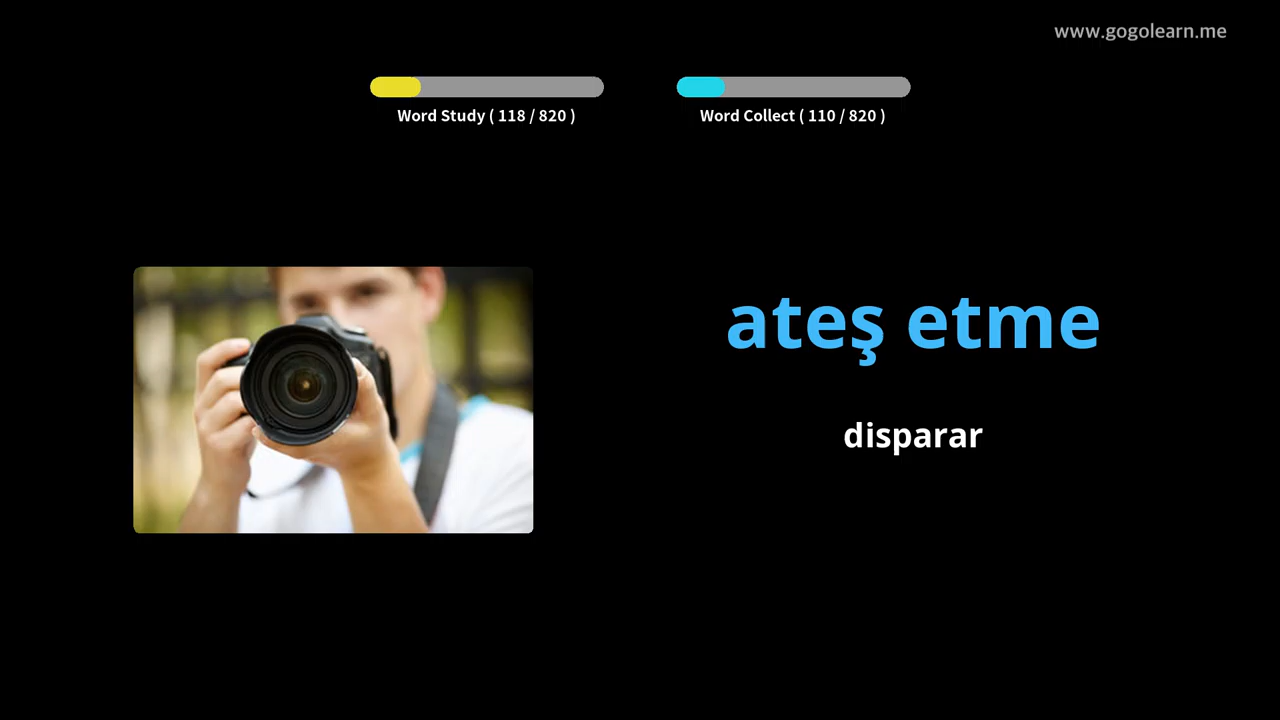 www.gogolearn.me
Word Study ( 118 / 820 )
Word Collect ( 110 / 820 )
ateş etme
disparar